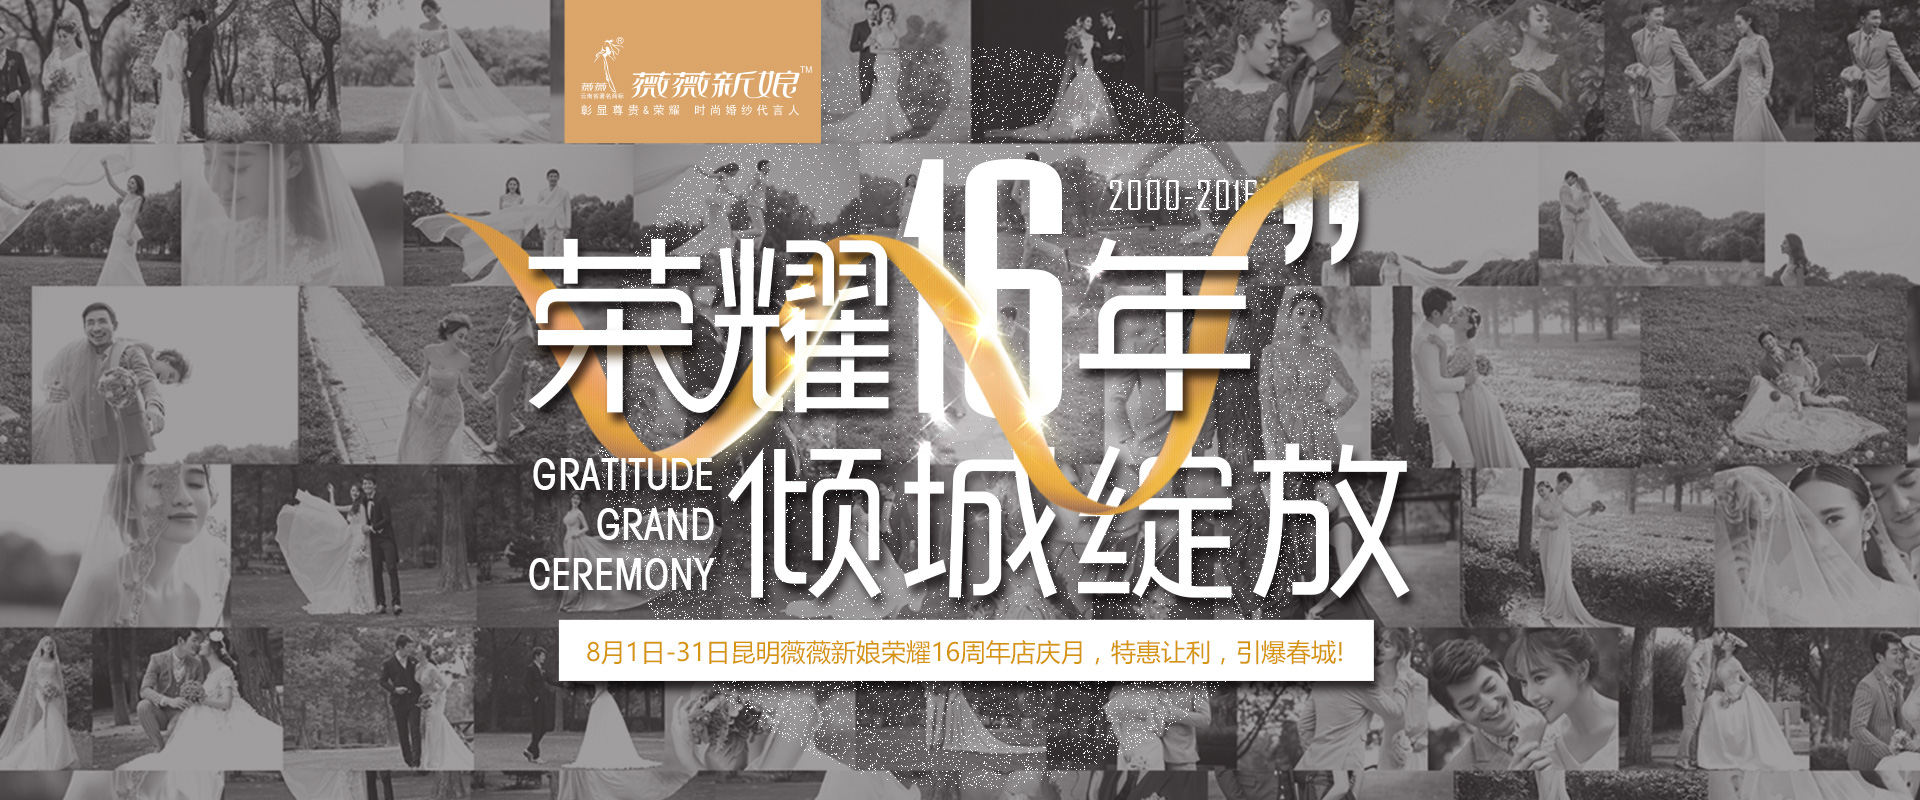 薇薇
®
云南省著名商标
薇薇新娘™
彰显尊贵&荣耀 时尚婚纱代言人
2000-2016
荣耀16年”
GRATITUDE
GRAND
CEREMONY
倾城绽放
8月1日-31日昆明薇薇新娘荣耀16周年店庆月，特惠让利，引爆春城!